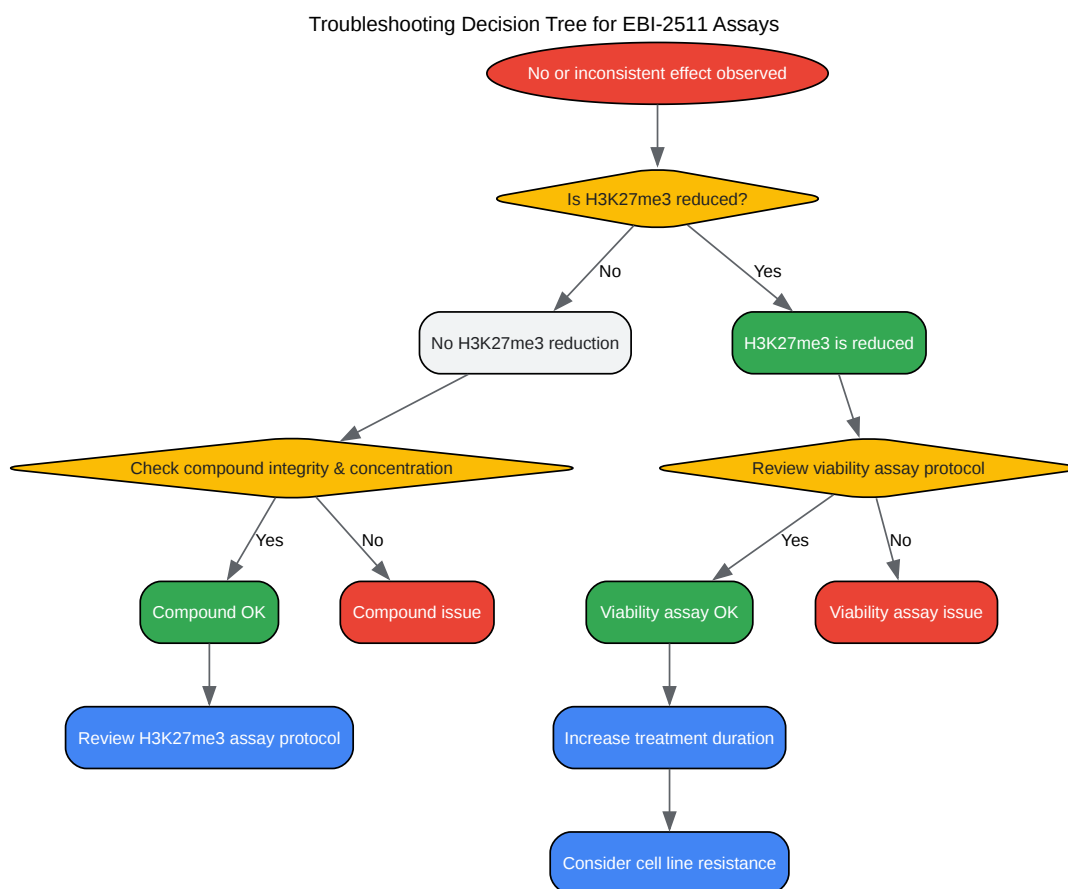 Troubleshooting Decision Tree for EBI-2511 Assays
No or inconsistent effect observed
Is H3K27me3 reduced?
No
Yes
No H3K27me3 reduction
H3K27me3 is reduced
Check compound integrity & concentration
Review viability assay protocol
Yes
No
Yes
No
Compound OK
Compound issue
Viability assay OK
Viability assay issue
Review H3K27me3 assay protocol
Increase treatment duration
Consider cell line resistance